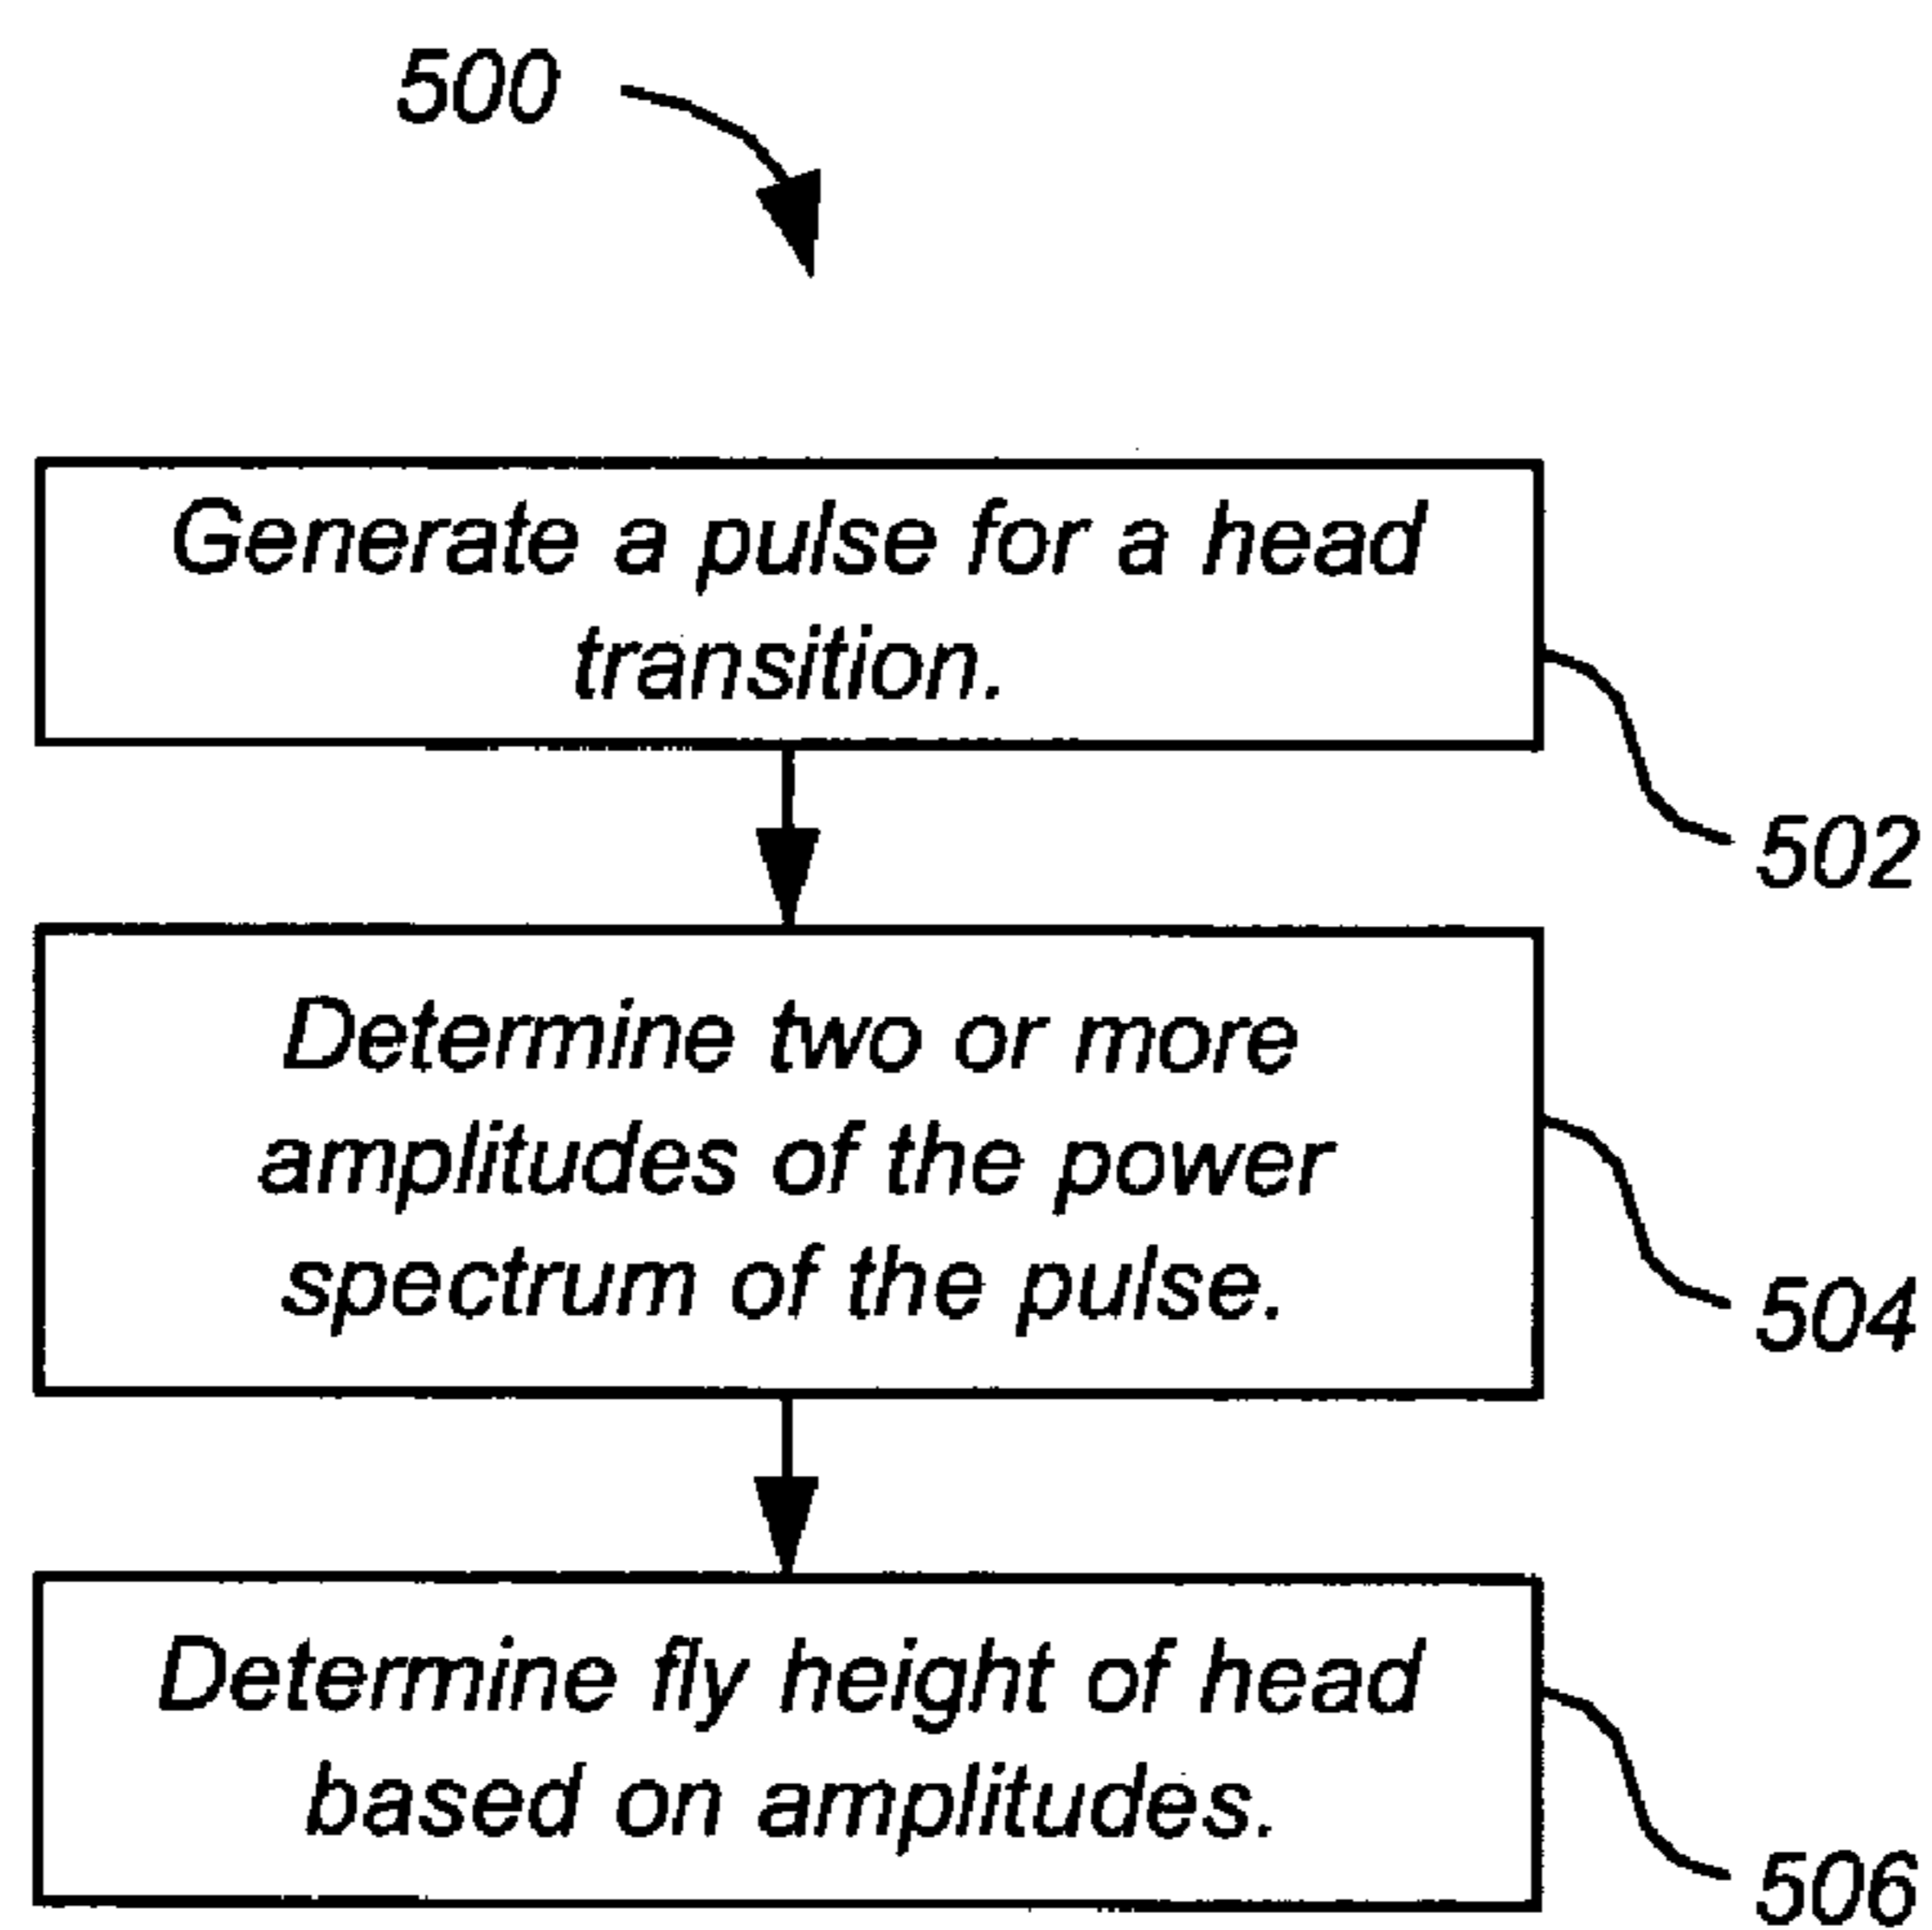 500
Generate a pulse for a head
transition.
502
Determine two or more
amplitudes of the power
spectrum of the pulse.
504
Determine fly height of head
based on amplitudes.
506